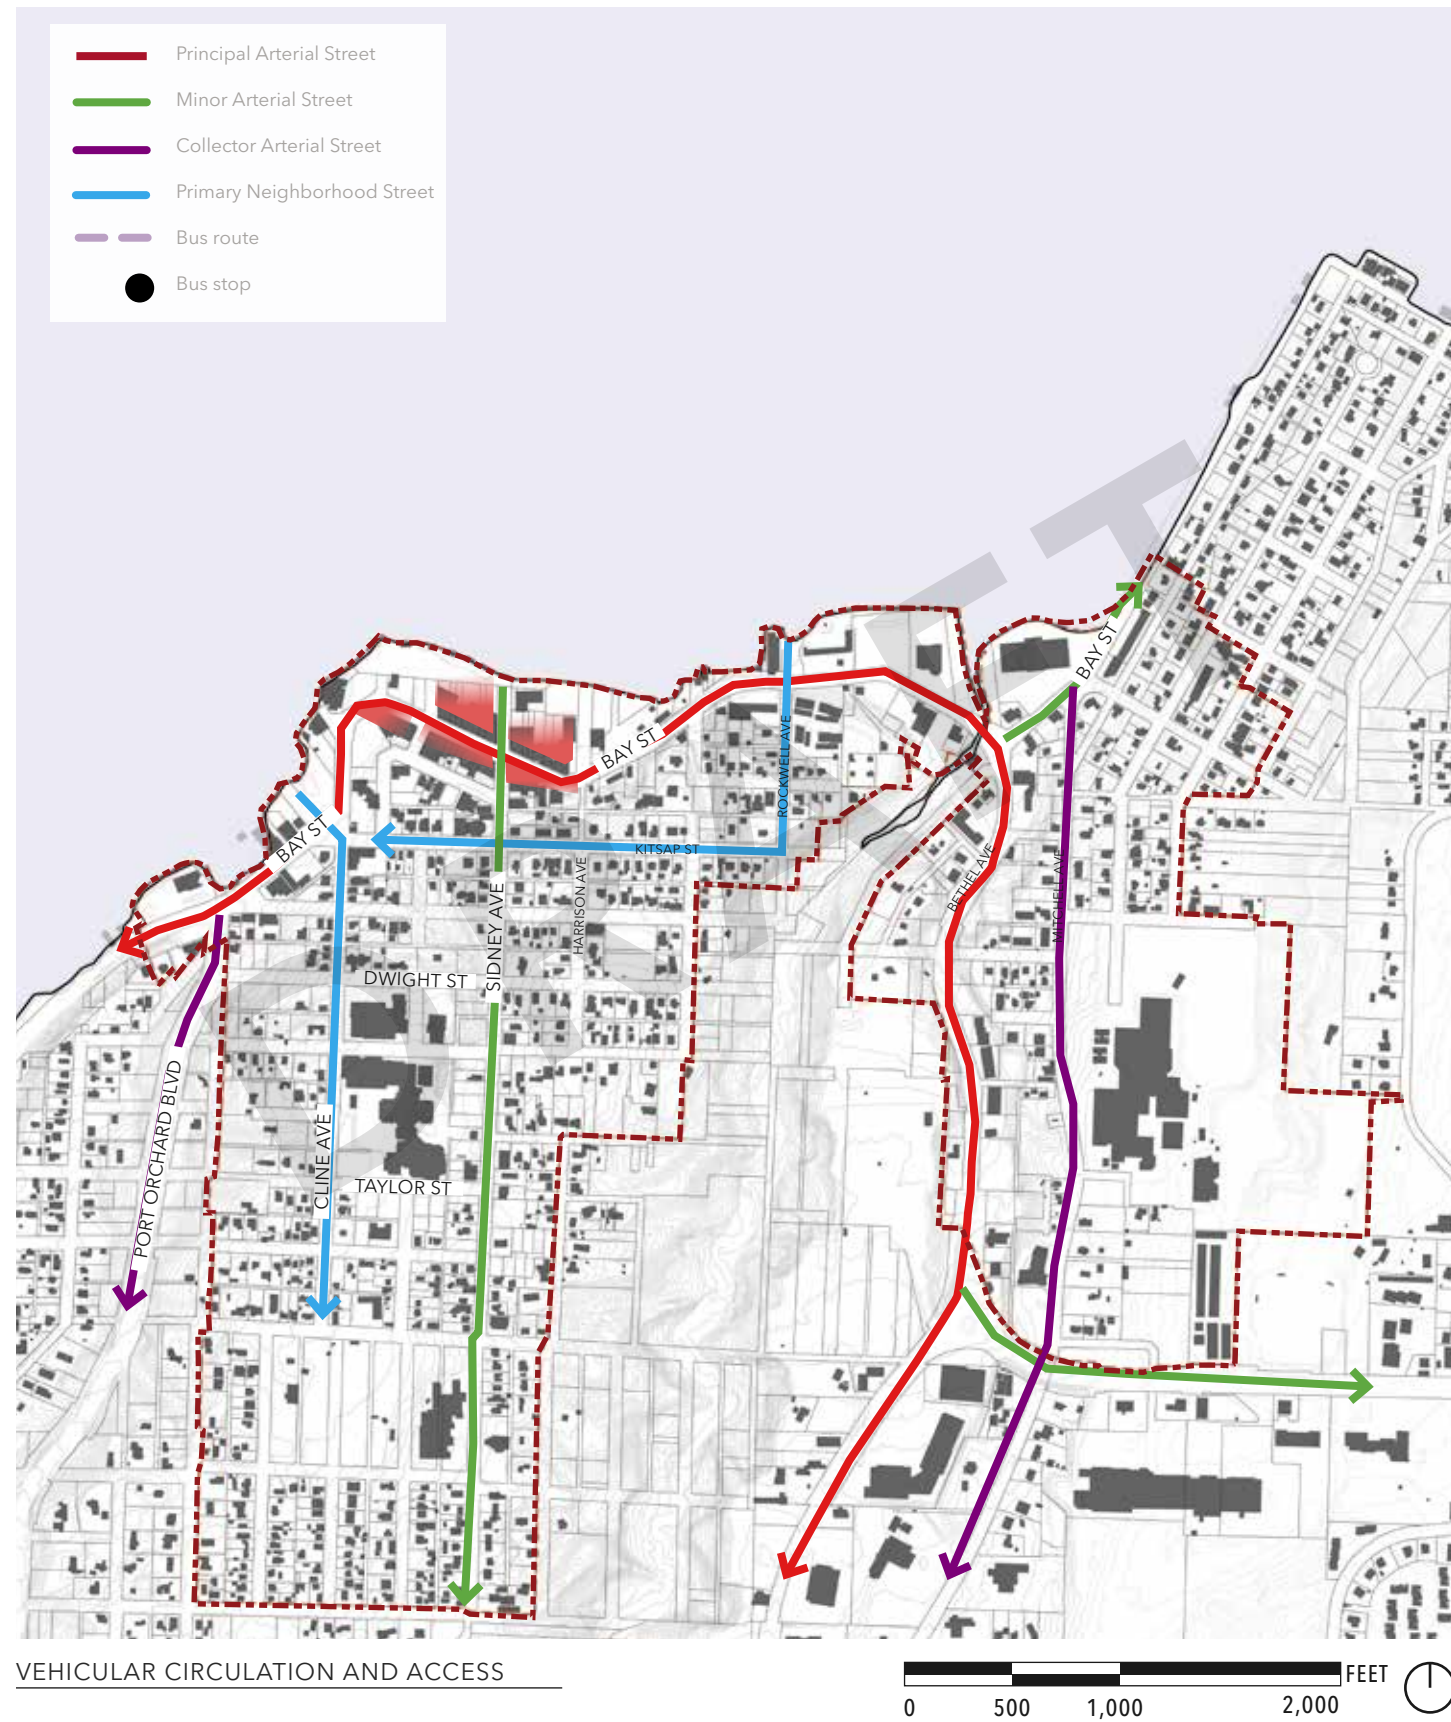 Principal Arterial Street
Minor Arterial Street
Collector Arterial Street
Primary Neighborhood Street
Bus route
Bus stop
DRAFT
BAY ST
BAY ST
ROCKWELL AVE
BAY ST
KITSAP ST
HARRISON AVE
BETHEL AVE
MITCHELL AVE
SIDNEY AVE
DWIGHT ST
PORT ORCHARD BLVD
CLINE AVE
TAYLOR ST
VEHICULAR CIRCULATION AND ACCESS
FEET
0 500 1,000 2,000